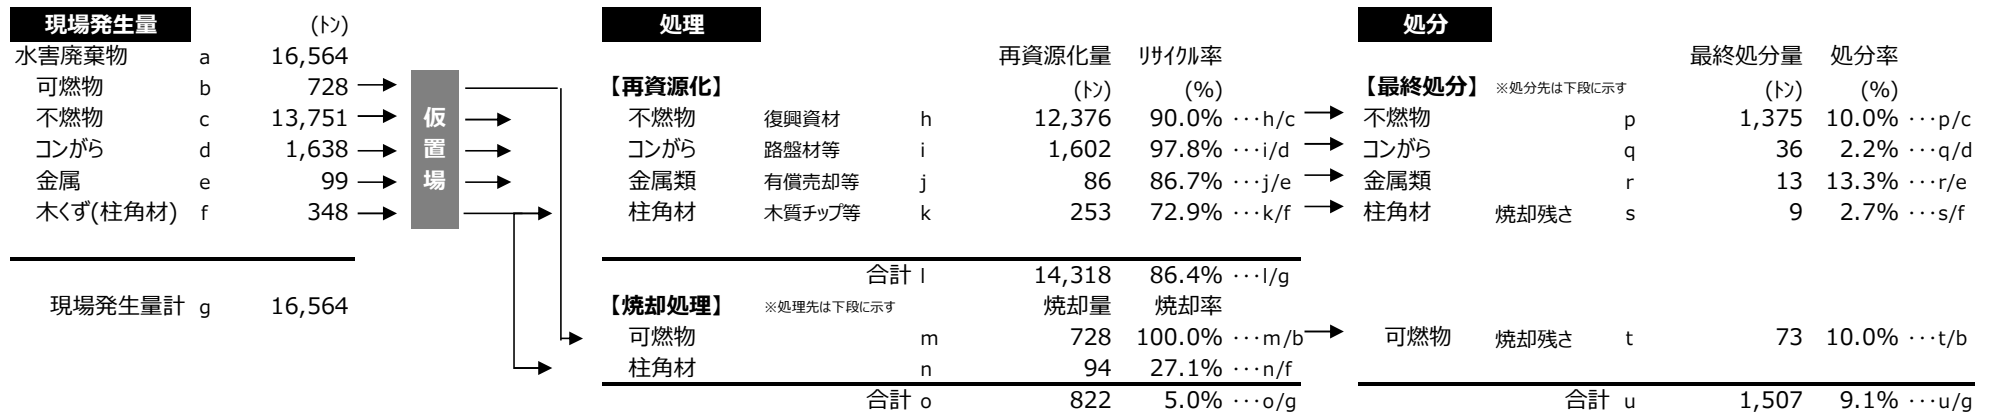 現場発生量 (トン) 処理 処分
水害廃棄物 a 16,564 再資源化量 リサイクル率 最終処分量 処分率
可燃物 b 728 【再資源化】 (トン) (%) 【最終処分】 ※処分先は下段に示す (トン) (%)
不燃物 c 13,751 不燃物 復興資材 h 12,376 90.0% ･･･h/c 不燃物 p 1,375 10.0% ･･･p/c
コンがら d 1,638 コンがら 路盤材等 i 1,602 97.8% ･･･i/d コンがら q 36 2.2% ･･･q/d
金属 e 99 金属類 有償売却等 j 86 86.7% ･･･j/e 金属類 r 13 13.3% ･･･r/e
木くず(柱角材) f 348 柱角材 木質チップ等 k 253 72.9% ･･･k/f 柱角材 焼却残さ s 9 2.7% ･･･s/f
仮置場
合計 l 14,318 86.4% ･･･l/g
現場発生量計 g 16,564 【焼却処理】 ※処理先は下段に示す 焼却量 焼却率
可燃物 m 728 100.0% ･･･m/b 可燃物 焼却残さ t 73 10.0% ･･･t/b
柱角材 n 94 27.1% ･･･n/f
合計 o 822 5.0% ･･･o/g 合計 u 1,507 9.1% ･･･u/g